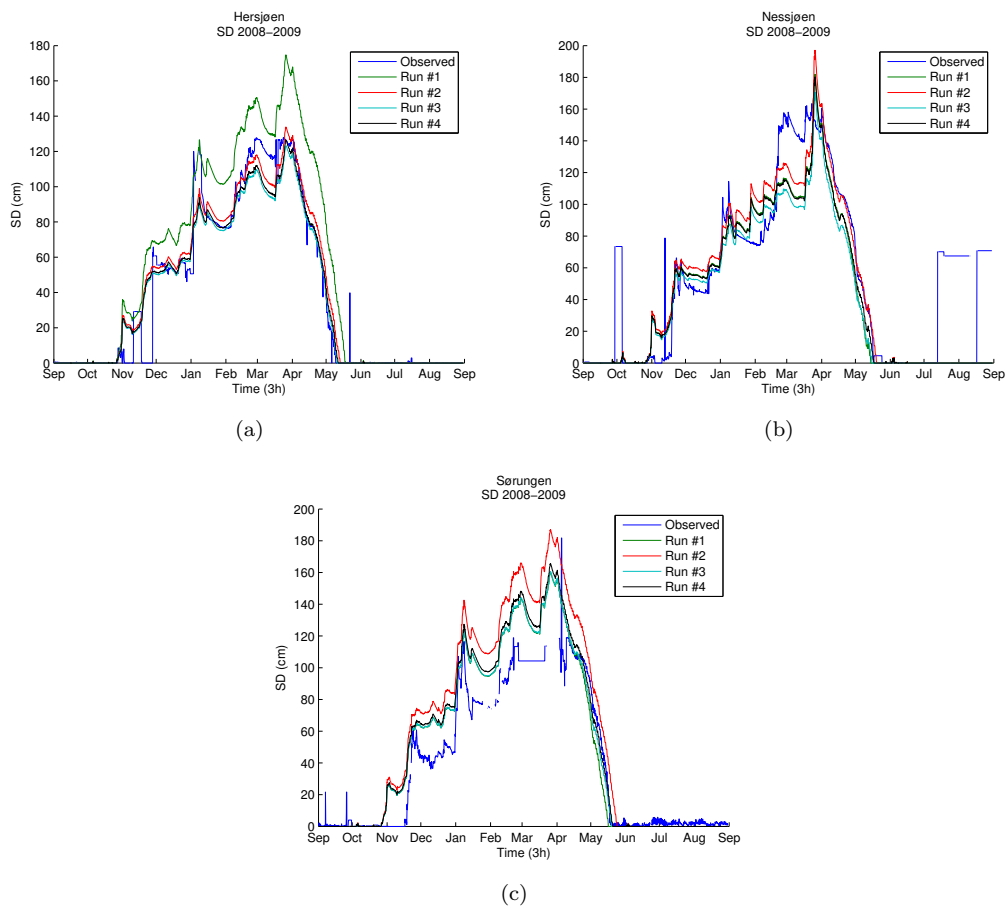 Hersjøen
SD 2008−2009
180
160
140
120
100
80
60
40
20
0
SD (cm)
Sep Oct Nov Dec Jan Feb Mar Apr May Jun Jul Aug Sep
Time (3h)
Observed
Run #1
Run #2
Run #3
Run #4
(a)
Nessjøen
SD 2008−2009
200
180
160
140
120
100
80
60
40
20
0
SD (cm)
Sep Oct Nov Dec Jan Feb Mar Apr May Jun Jul Aug Sep
Time (3h)
Observed
Run #1
Run #2
Run #3
Run #4
(b)
Sørungen
SD 2008−2009
200
180
160
140
120
100
80
60
40
20
0
SD (cm)
Sep Oct Nov Dec Jan Feb Mar Apr May Jun Jul Aug Sep
Time (3h)
Observed
Run #1
Run #2
Run #3
Run #4
(c)